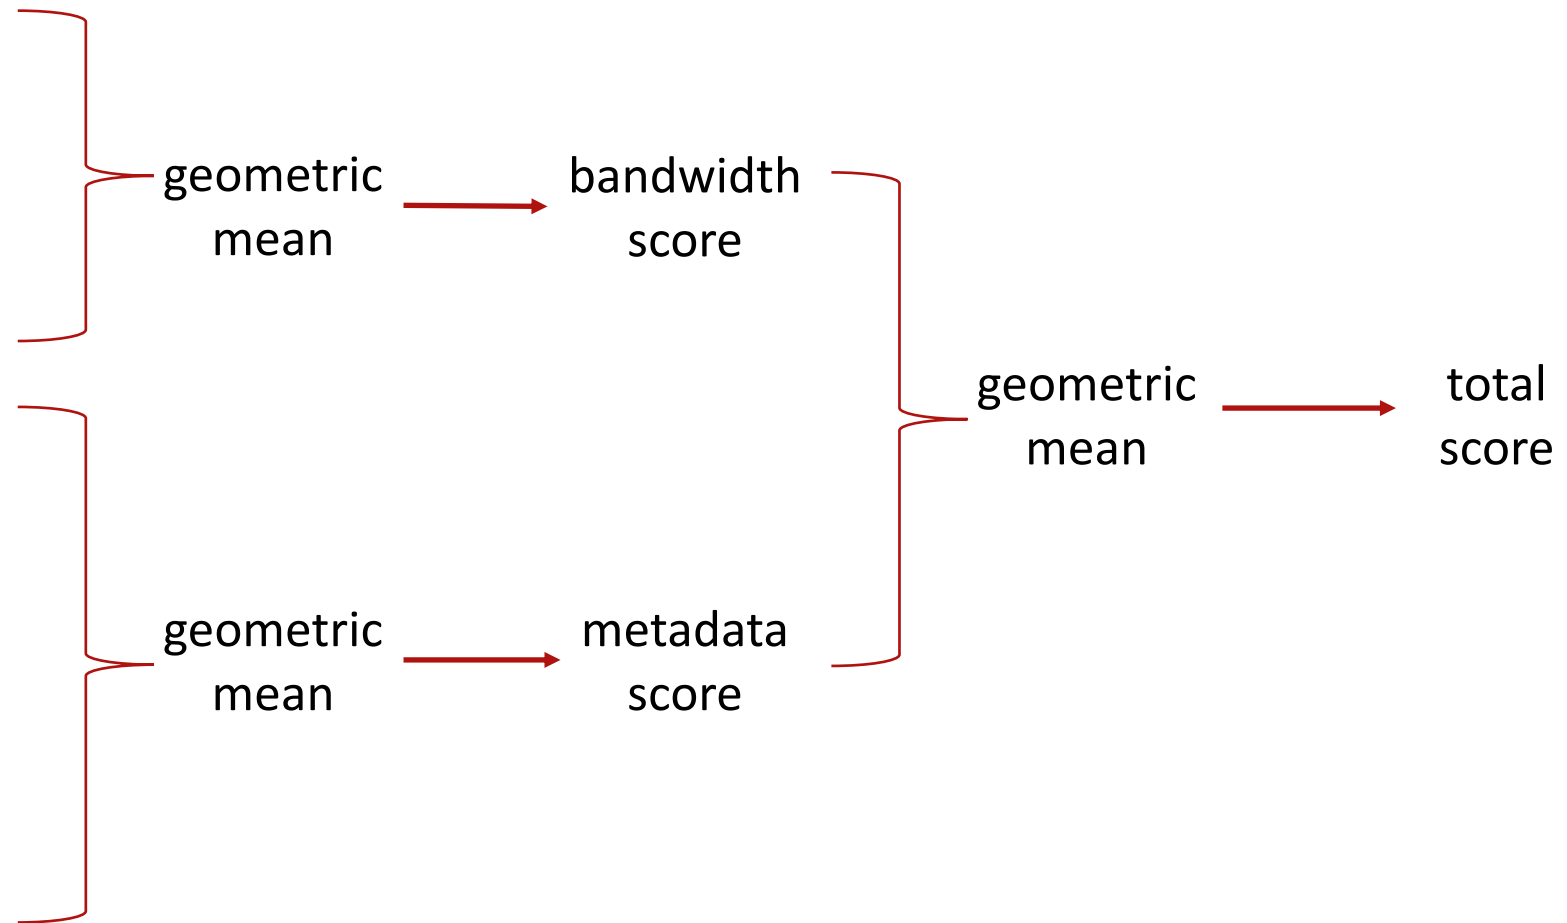 geometric
mean
bandwidth
score
geometric
mean
total
score
geometric
mean
metadata
score